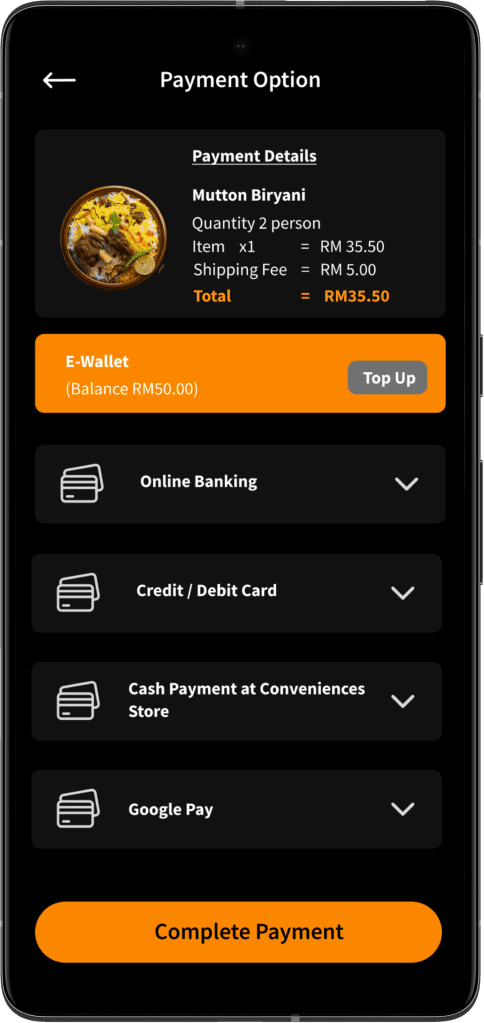 Payment Option
Payment Details
Mutton Biryani
Quantity 2 person
Item x1 = RM 35.50
Shipping Fee = RM 5.00
Total = RM35.50
E-Wallet
(Balance RM50.00)
Top Up
Online Banking
Credit / Debit Card
Cash Payment at Conveniences
Store
Google Pay
Complete Payment